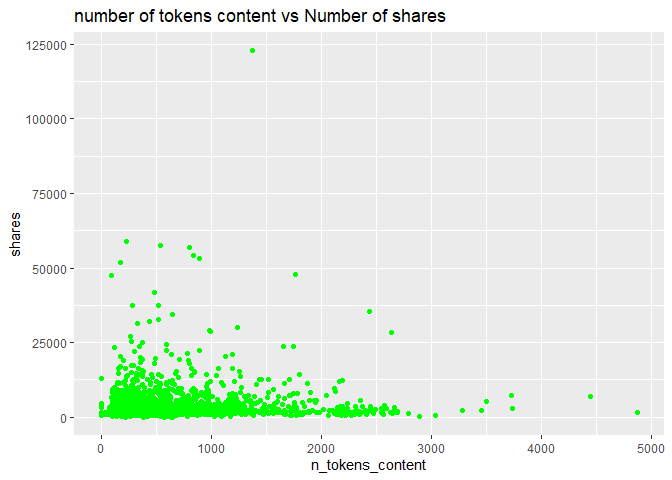 number of tokens content vs Number of shares
125000
100000
75000
50000
25000
0
shares
0 1000 2000 3000 4000 5000
n_tokens_content